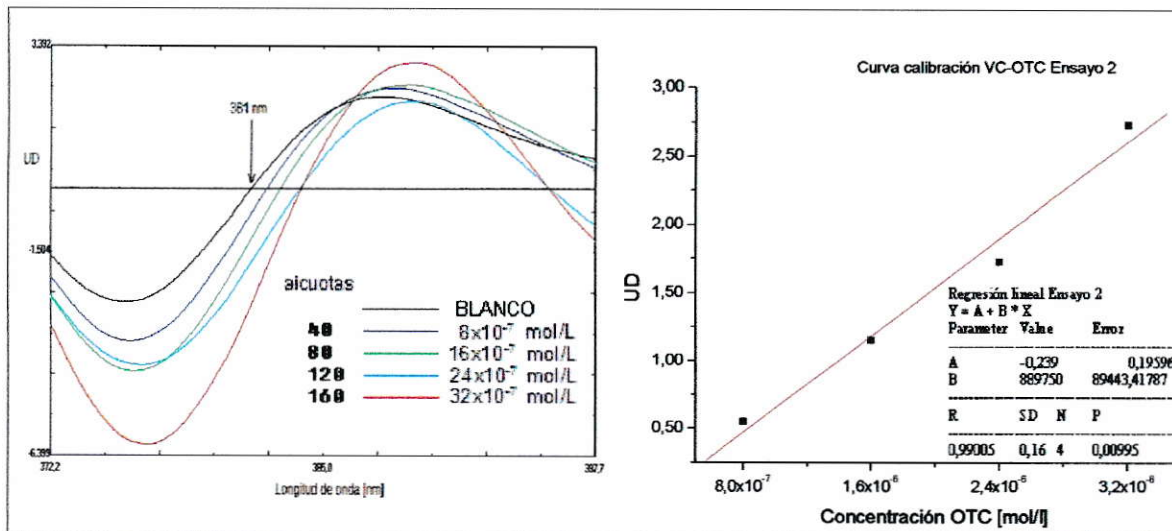 3.392
UD
381 nm
-1.504
-6.399
372,2
385,0
392,7
Longitud de onda [nm]
alcuotas
BLANCO
40 8x10⁻⁷ mol/L
80 16x10⁻⁷ mol/L
120 24x10⁻⁷ mol/L
160 32x10⁻⁷ mol/L
Curva calibración VC-OTC Ensayo 2
UD
3,00
2,50
2,00
1,50
1,00
0,50
8,0x10⁻⁷
1,6x10⁻⁶
2,4x10⁻⁶
3,2x10⁻⁶
Concentración OTC [mol/l]
Regresión lineal Ensayo 2
Y = A + B * X
Parameter Value Error
A -0,239 0,19596
B 889750 89443,41787
R SD N P
0,99005 0,16 4 0,00995